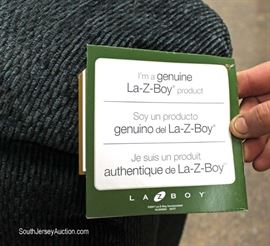 I'm a genuine
La-Z-Boy® product
Soy un producto
genuino del La-Z-Boy®
Je suis un produit
authentique de La-Z-Boy®
LA Z BOY®
SouthJerseyAuction.com